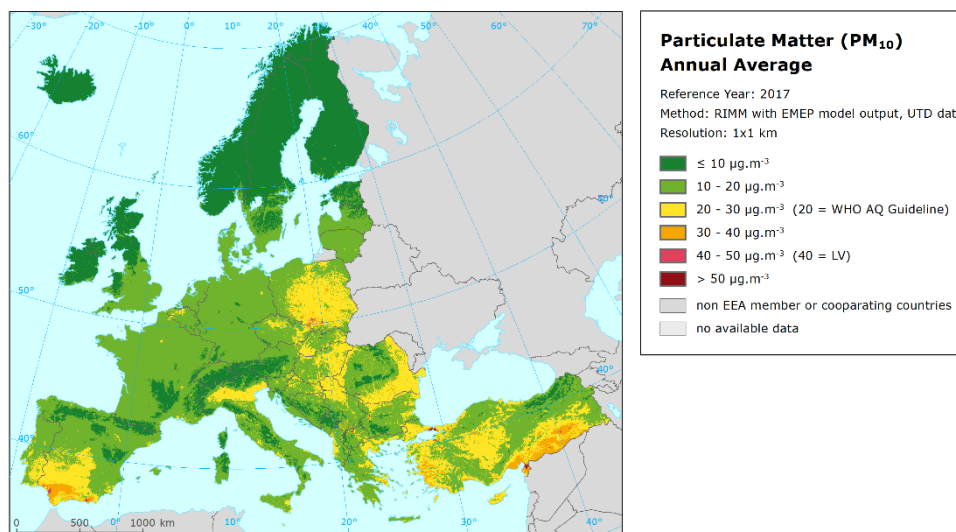 -30° -20° -10° 0° 10° 20° 30° 40° 50° 60° 70°
60°
50°
40°
60°
50°
40°
0° 10° 20° 30° 40°
0 500 1000 km
Particulate Matter (PM₁₀)
Annual Average
Reference Year: 2017
Method: RIMM with EMEP model output, UTD dat
Resolution: 1x1 km
≤ 10 µg.m⁻³
10 - 20 µg.m⁻³
20 - 30 µg.m⁻³ (20 = WHO AQ Guideline)
30 - 40 µg.m⁻³
40 - 50 µg.m⁻³ (40 = LV)
> 50 µg.m⁻³
non EEA member or cooparating countries
no available data